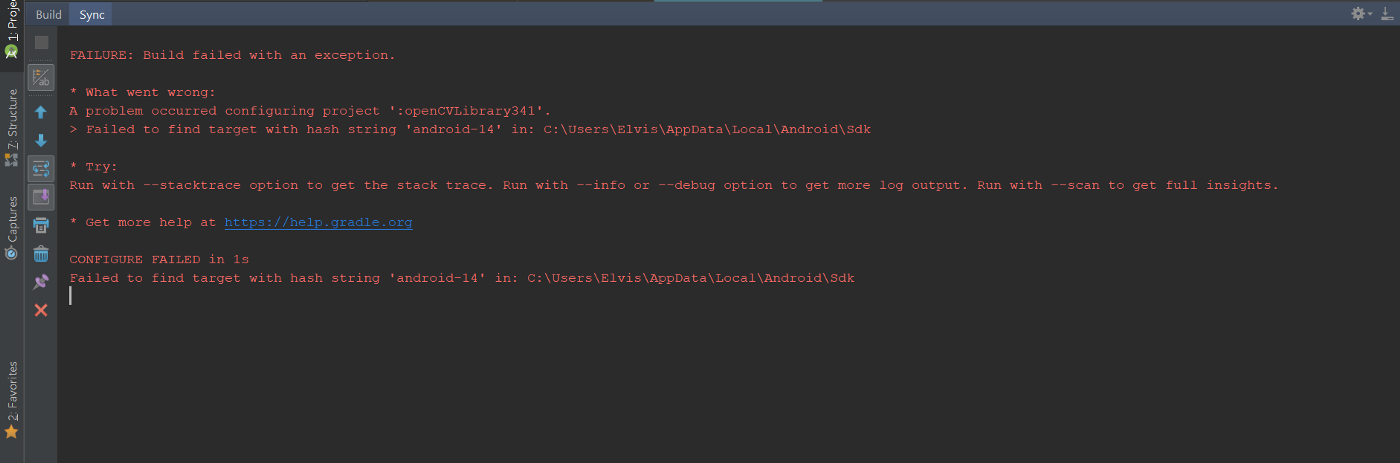 Build Sync
1: Projec
FAILURE: Build failed with an exception.
* What went wrong:
A problem occurred configuring project ':openCVLibrary341'.
> Failed to find target with hash string 'android-14' in: C:\Users\Elvis\AppData\Local\Android\Sdk
* Try:
Run with --stacktrace option to get the stack trace. Run with --info or --debug option to get more log output. Run with --scan to get full insights.
* Get more help at https://help.gradle.org
CONFIGURE FAILED in 1s
Failed to find target with hash string 'android-14' in: C:\Users\Elvis\AppData\Local\Android\Sdk
Z: Structure
Captures
2: Favorites
ab